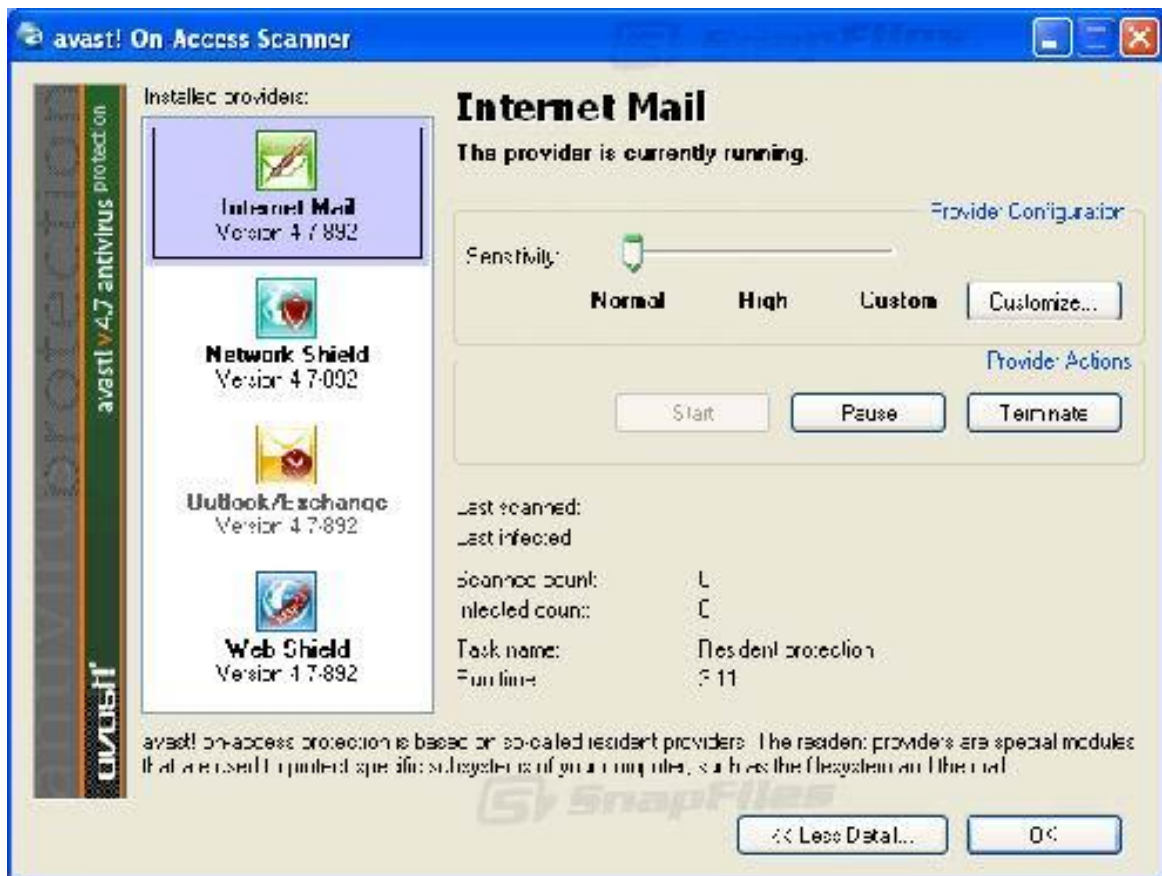 avast! On Access Scanner
avast! v4.7 antivirus protection
avast!
antivirus protection
Installed providers:
Internet Mail
Version 4.7-892
Network Shield
Version 4.7-892
Outlook/Exchange
Version 4.7-892
Web Shield
Version 4.7-892
Internet Mail
The provider is currently running.
Provider Configuration
Sensitivity:
Normal High Custom Customize...
Provider Actions
Start Pause Terminate
Last scanned:
Last infected:
Scanned count: 0
Infected count: 0
Task name: Resident protection
Run time:
avast! on-access protection is based on so-called resident providers. The resident providers are special modules
that are used to protect specific subsystems of your computer, such as the filesystem and the mail.
SnapFiles
<< Less Detail... OK